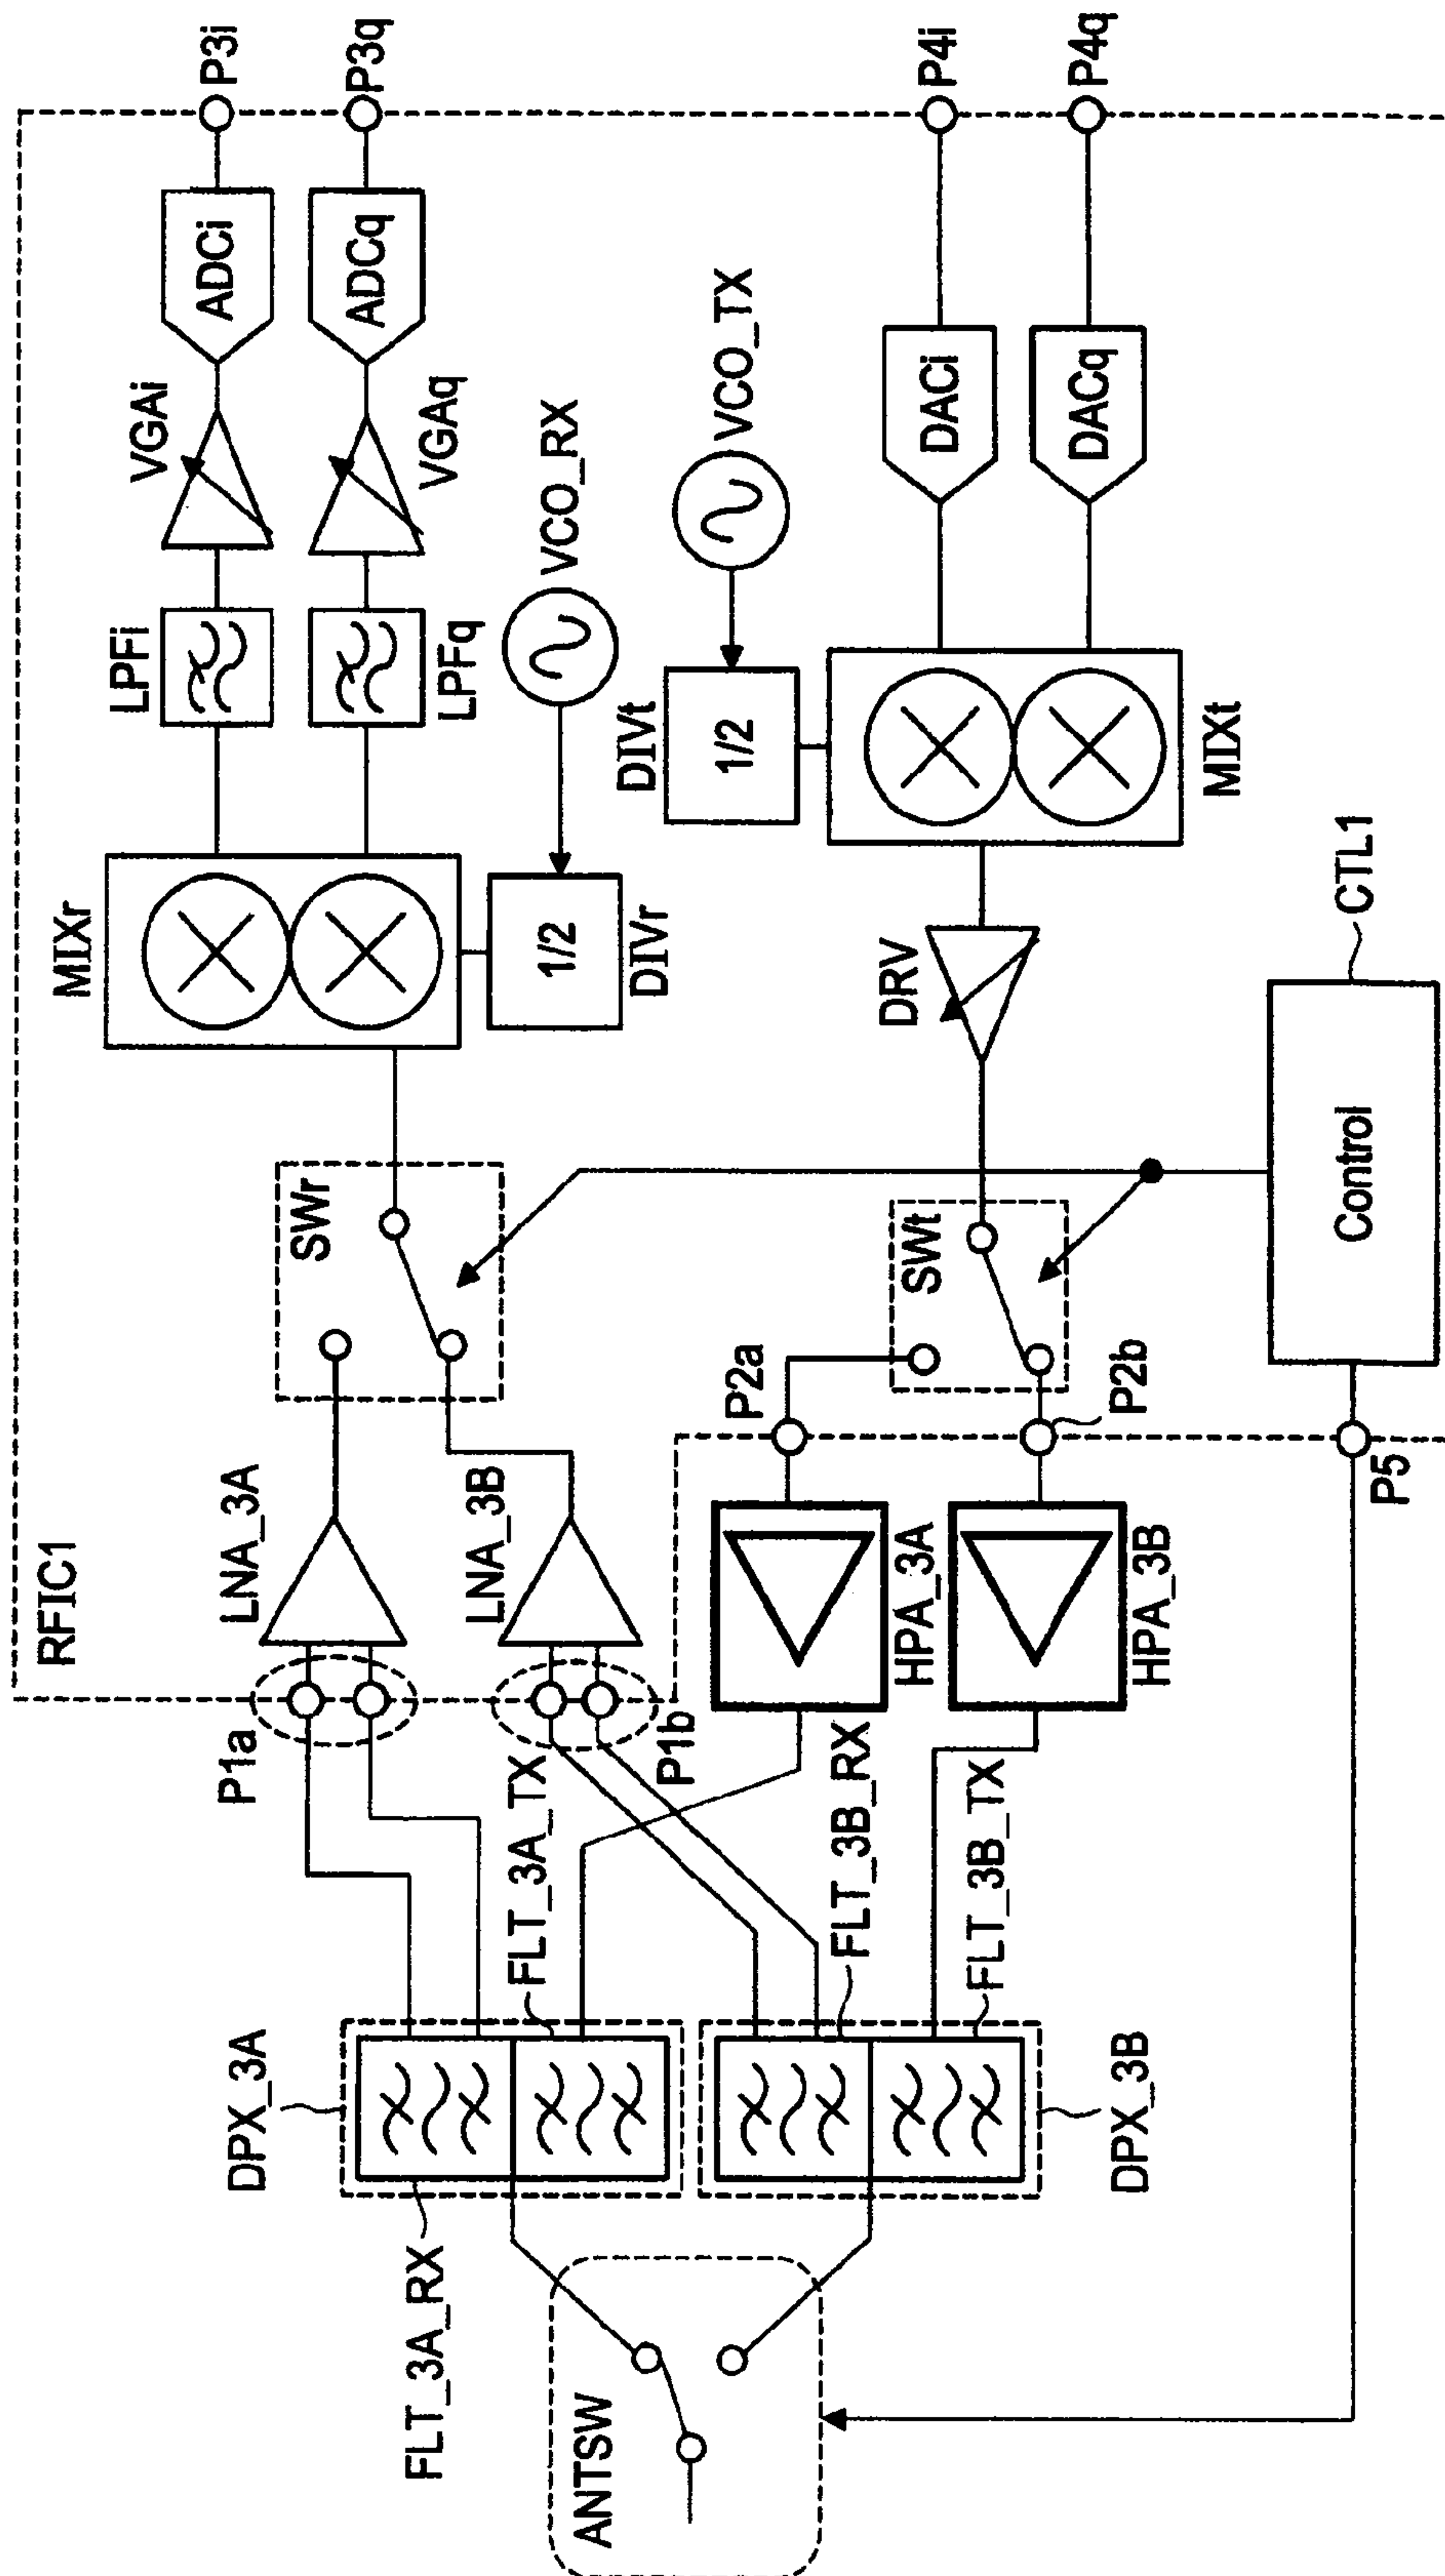 RFIC1
P3i
P3q
ADCi
ADCq
VGAi
VGAq
LPFi
LPFq
VCO_RX
MIXr
1/2
DIVr
SWr
LNA_3A
LNA_3B
P1a
P1b
DPX_3A
FLT_3A_RX
FLT_3A_TX
ANTSW
FLT_3B_RX
FLT_3B_TX
DPX_3B
HPA_3A
HPA_3B
P2a
P2b
SWt
DRV
VCO_TX
DIVt
1/2
MIXt
DACi
DACq
P4i
P4q
CTL1
Control
P5